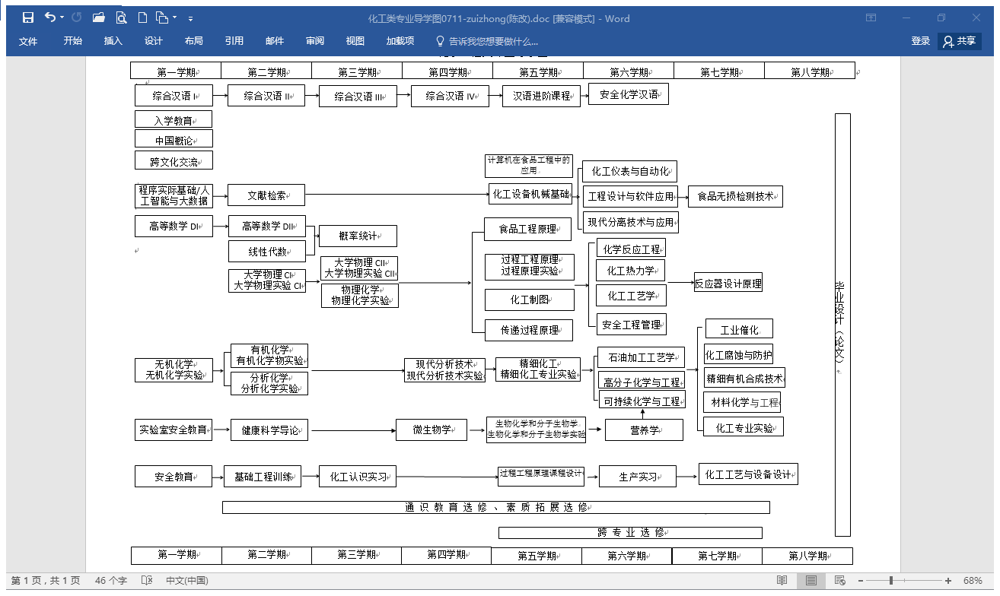 化工类专业导学图0711-zuizhong(陈改).doc [兼容模式] - Word
文件 开始 插入 设计 布局 引用 邮件 审阅 视图 加载项 告诉我您想要做什么... 登录 共享
第一学期 第二学期 第三学期 第四学期 第五学期 第六学期 第七学期 第八学期
综合汉语 I 综合汉语 II 综合汉语 III 综合汉语 IV 汉语进阶课程 安全化学汉语
入学教育
中国概论
跨文化交流
计算机在食品工程中的
应用
化工仪表与自动化
程序实际基础/人
工智能与大数据
文献检索 化工设备机械基础 工程设计与软件应用 食品无损检测技术
现代分离技术与应用
高等数学 DI 高等数学 DII 概率统计 食品工程原理
线性代数
化学反应工程
大学物理 CI
大学物理实验 CI
大学物理 CII
大学物理实验 CII
过程工程原理
过程原理实验
化工热力学
物理化学
物理化学实验
化工制图 化工工艺学 反应器设计原理
传递过程原理 安全工程管理
毕业设计（论文）
工业催化
无机化学
无机化学实验
有机化学
有机化学物实验
分析化学
分析化学实验
现代分析技术
现代分析技术实验
精细化工
精细化工专业实验
石油加工工艺学
高分子化学与工程
可持续化学与工程
化工腐蚀与防护
精细有机合成技术
材料化学与工程
化工专业实验
实验室安全教育 健康科学导论 微生物学
生物化学和分子生物学
生物化学和分子生物学实验
营养学
安全教育 基础工程训练 化工认识实习 过程工程原理课程设计 生产实习 化工工艺与设备设计
通识教育选修、素质拓展选修
跨专业选修
第一学期 第二学期 第三学期 第四学期 第五学期 第六学期 第七学期 第八学期
第 1 页，共 1 页 46 个字 中文(中国) 68%